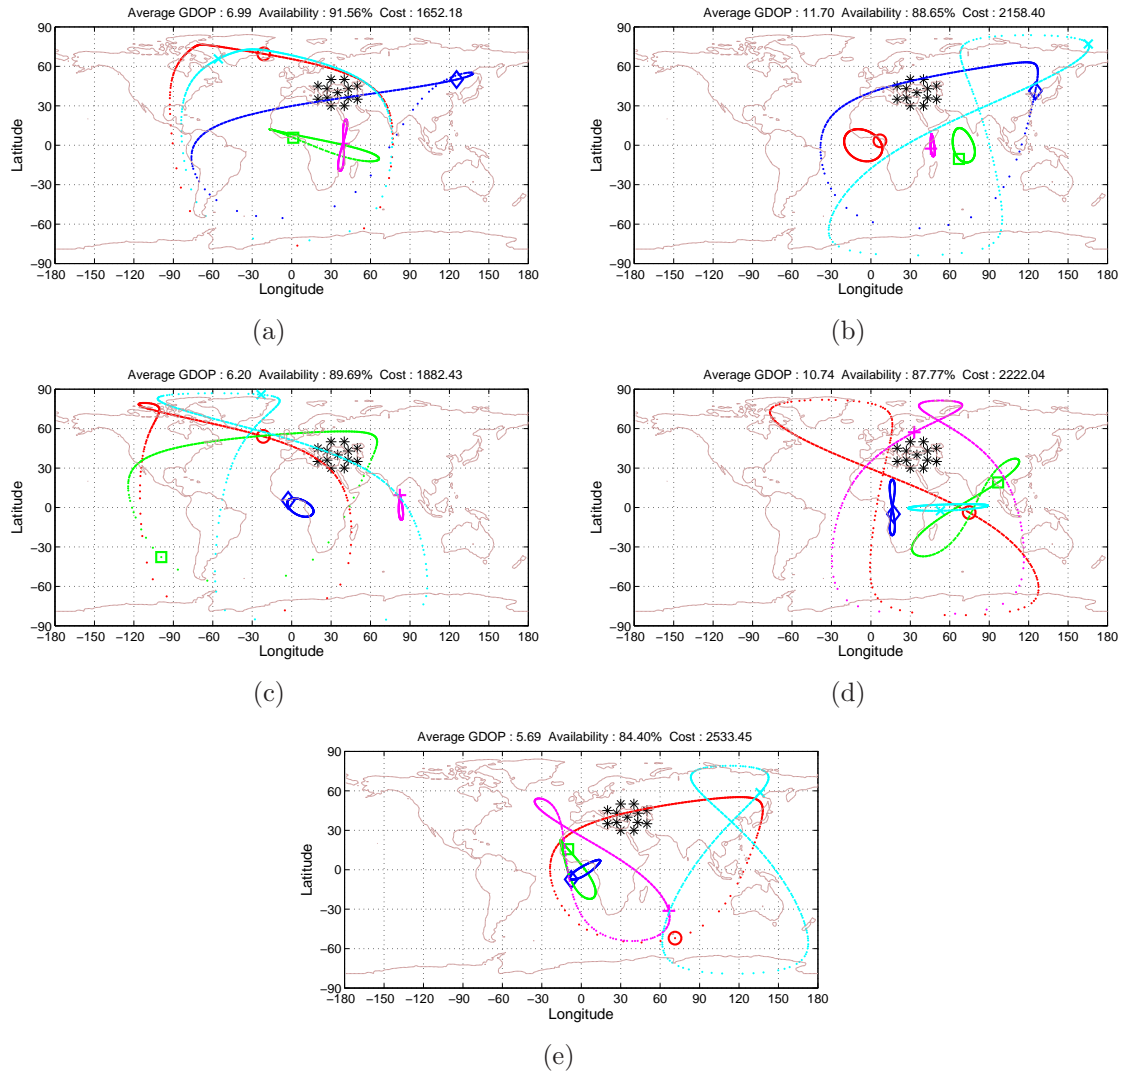 Average GDOP : 6.99 Availability : 91.56% Cost : 1652.18
90
60
30
0
−30
−60
−90
Latitude
−180 −150 −120 −90 −60 −30 0 30 60 90 120 150 180
Longitude
(a)
Average GDOP : 11.70 Availability : 88.65% Cost : 2158.40
90
60
30
0
−30
−60
−90
Latitude
−180 −150 −120 −90 −60 −30 0 30 60 90 120 150 180
Longitude
(b)
Average GDOP : 6.20 Availability : 89.69% Cost : 1882.43
90
60
30
0
−30
−60
−90
Latitude
−180 −150 −120 −90 −60 −30 0 30 60 90 120 150 180
Longitude
(c)
Average GDOP : 10.74 Availability : 87.77% Cost : 2222.04
90
60
30
0
−30
−60
−90
Latitude
−180 −150 −120 −90 −60 −30 0 30 60 90 120 150 180
Longitude
(d)
Average GDOP : 5.69 Availability : 84.40% Cost : 2533.45
90
60
30
0
−30
−60
−90
Latitude
−180 −150 −120 −90 −60 −30 0 30 60 90 120 150 180
Longitude
(e)